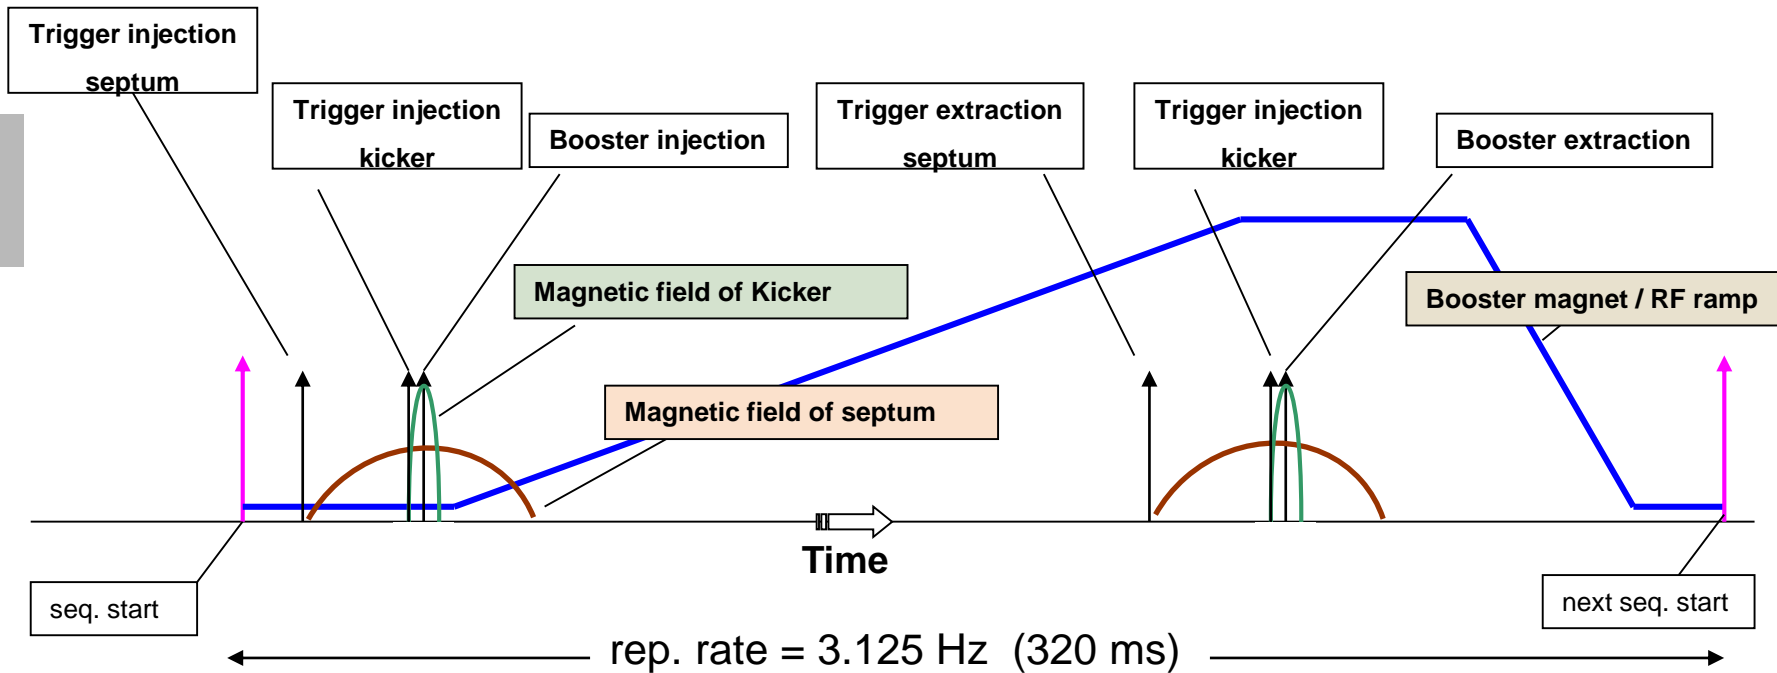 Trigger injection
septum
Trigger injection
kicker
Booster injection
Trigger extraction
septum
Trigger injection
kicker
Booster extraction
Magnetic field of Kicker
Booster magnet / RF ramp
Magnetic field of septum
Time
seq. start
next seq. start
rep. rate = 3.125 Hz (320 ms)